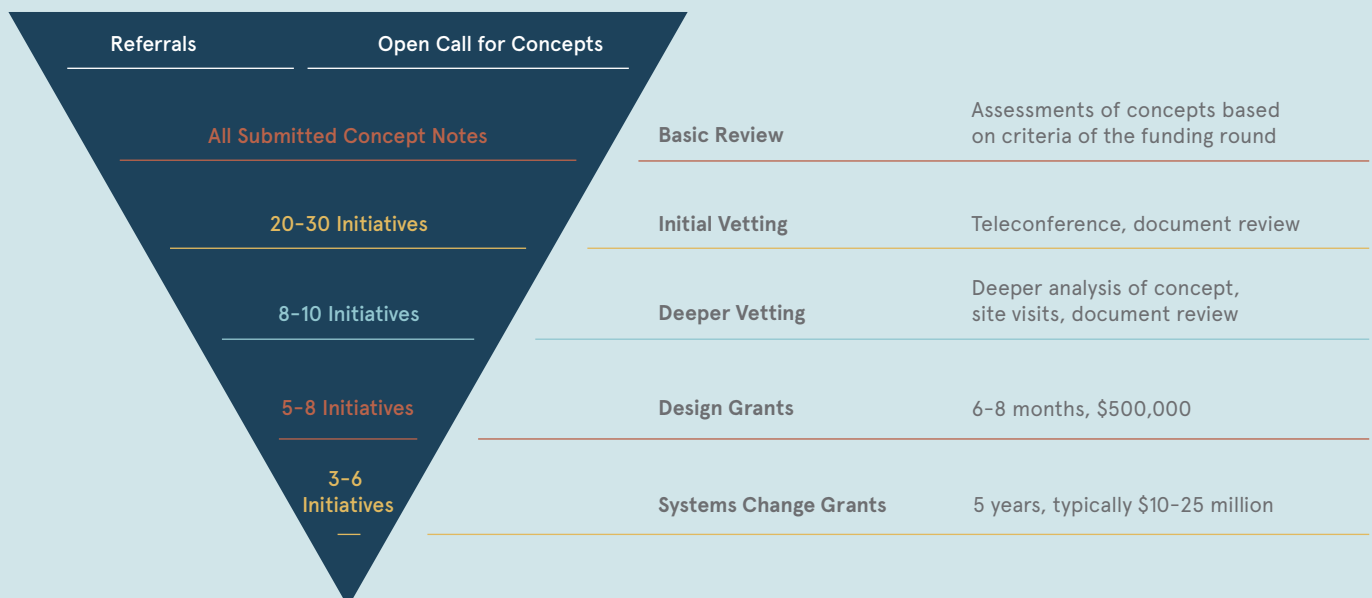 Referrals
Open Call for Concepts
All Submitted Concept Notes
Basic Review
Assessments of concepts based
on criteria of the funding round
20-30 Initiatives
Initial Vetting
Teleconference, document review
8-10 Initiatives
Deeper Vetting
Deeper analysis of concept,
site visits, document review
5-8 Initiatives
Design Grants
6-8 months, $500,000
3-6
Initiatives
Systems Change Grants
5 years, typically $10-25 million